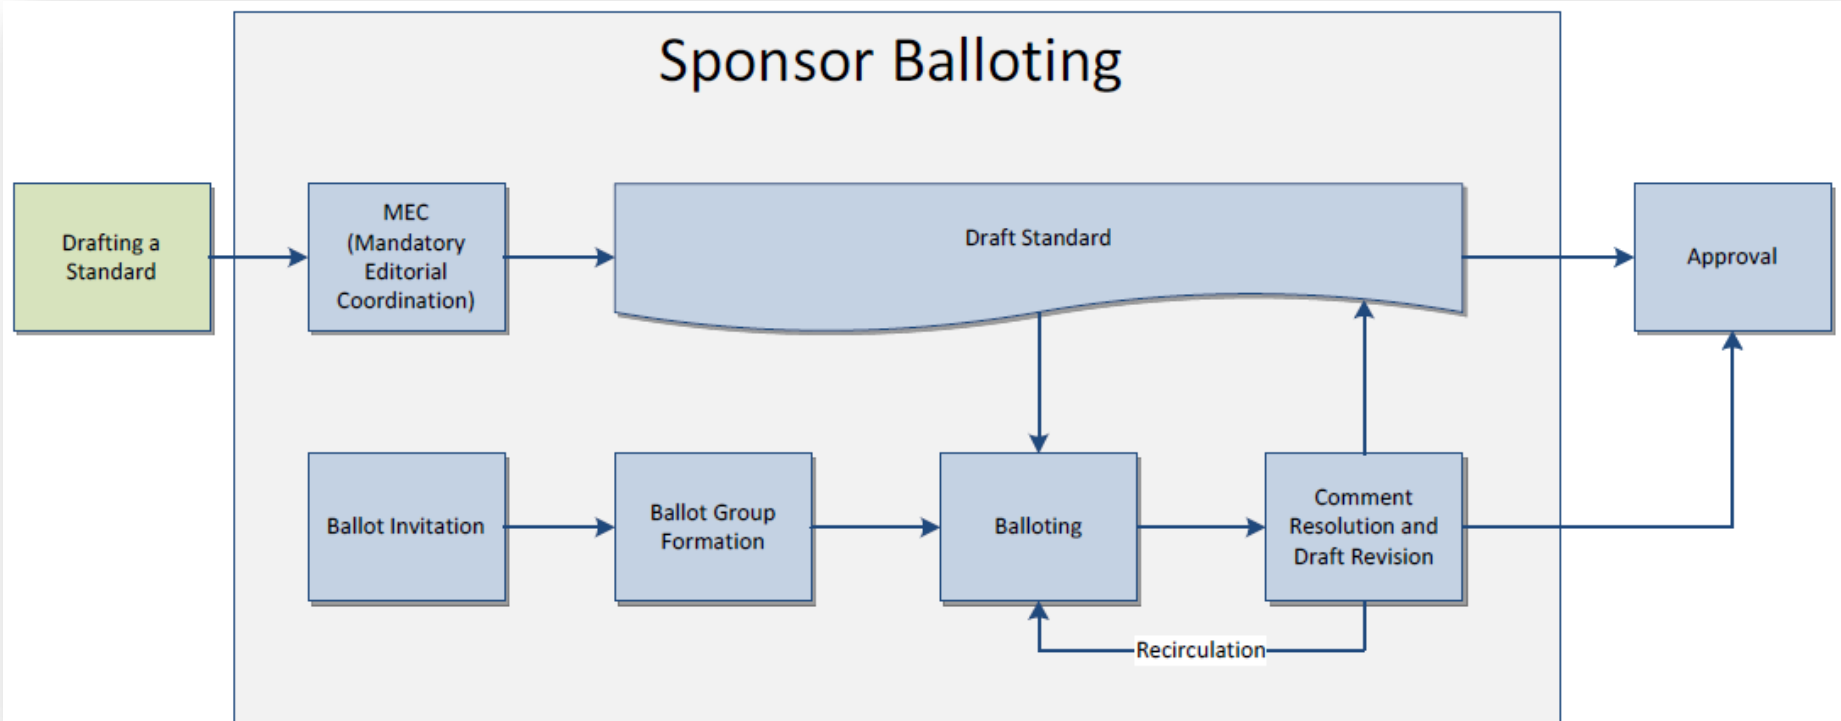 Sponsor Balloting
Drafting a
Standard
MEC
(Mandatory
Editorial
Coordination)
Draft Standard
Approval
Ballot Invitation
Ballot Group
Formation
Balloting
Comment
Resolution and
Draft Revision
Recirculation